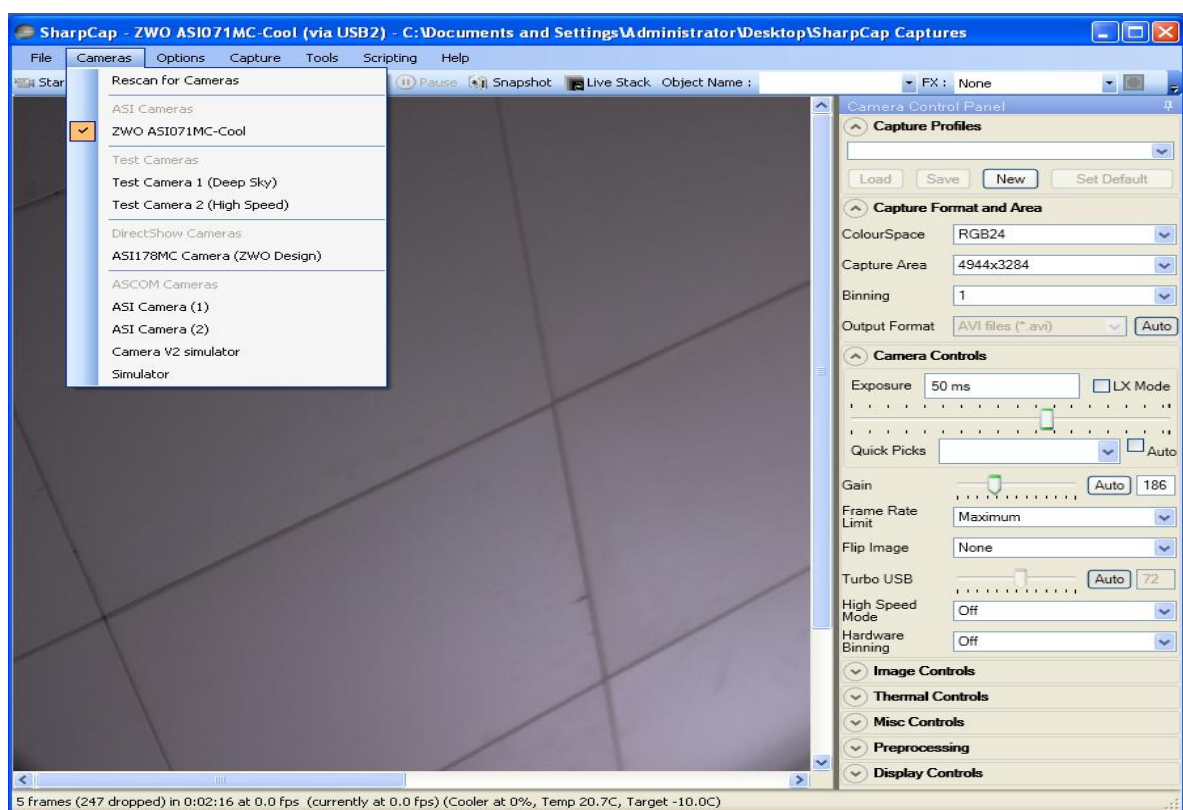 SharpCap - ZWO ASI071MC-Cool (via USB2) - C:\Documents and Settings\Administrator\Desktop\SharpCap Captures
File Cameras Options Capture Tools Scripting Help
Star Pause Snapshot Live Stack Object Name : FX : None
Rescan for Cameras
ASI Cameras
ZWO ASI071MC-Cool
Test Cameras
Test Camera 1 (Deep Sky)
Test Camera 2 (High Speed)
DirectShow Cameras
ASI178MC Camera (ZWO Design)
ASCOM Cameras
ASI Camera (1)
ASI Camera (2)
Camera V2 simulator
Simulator
Camera Control Panel
Capture Profiles
Load Save New Set Default
Capture Format and Area
ColourSpace RGB24
Capture Area 4944x3284
Binning 1
Output Format AVI files (*.avi) Auto
Camera Controls
Exposure 50 ms LX Mode
Quick Picks Auto
Gain Auto 186
Frame Rate
Limit Maximum
Flip Image None
Turbo USB Auto 72
High Speed
Mode Off
Hardware
Binning Off
Image Controls
Thermal Controls
Misc Controls
Preprocessing
Display Controls
5 frames (247 dropped) in 0:02:16 at 0.0 fps (currently at 0.0 fps) (Cooler at 0%, Temp 20.7C, Target -10.0C)